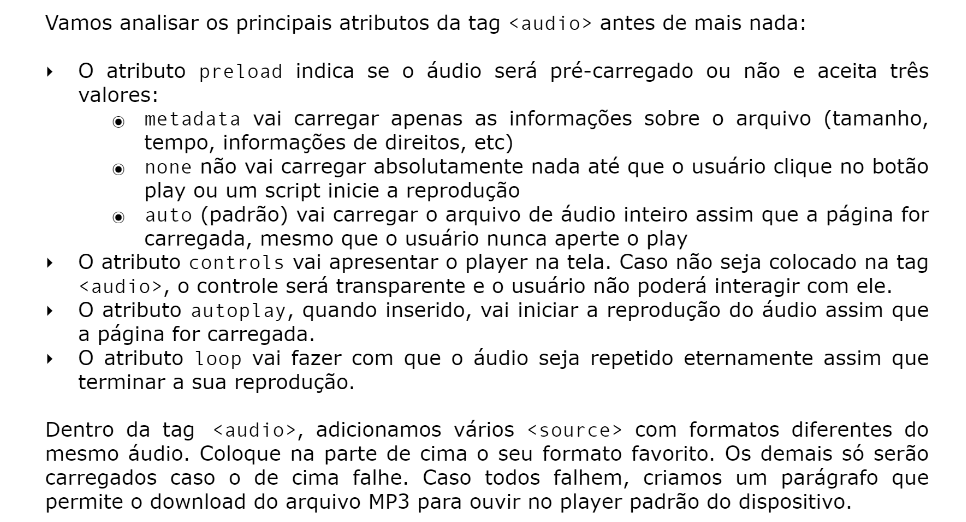 Vamos analisar os principais atributos da tag <audio> antes de mais nada:
‣ O atributo preload indica se o áudio será pré-carregado ou não e aceita três
valores:
◉ metadata vai carregar apenas as informações sobre o arquivo (tamanho,
tempo, informações de direitos, etc)
◉ none não vai carregar absolutamente nada até que o usuário clique no botão
play ou um script inicie a reprodução
◉ auto (padrão) vai carregar o arquivo de áudio inteiro assim que a página for
carregada, mesmo que o usuário nunca aperte o play
‣ O atributo controls vai apresentar o player na tela. Caso não seja colocado na tag
<audio>, o controle será transparente e o usuário não poderá interagir com ele.
‣ O atributo autoplay, quando inserido, vai iniciar a reprodução do áudio assim que
a página for carregada.
‣ O atributo loop vai fazer com que o áudio seja repetido eternamente assim que
terminar a sua reprodução.
Dentro da tag <audio>, adicionamos vários <source> com formatos diferentes do
mesmo áudio. Coloque na parte de cima o seu formato favorito. Os demais só serão
carregados caso o de cima falhe. Caso todos falhem, criamos um parágrafo que
permite o download do arquivo MP3 para ouvir no player padrão do dispositivo.